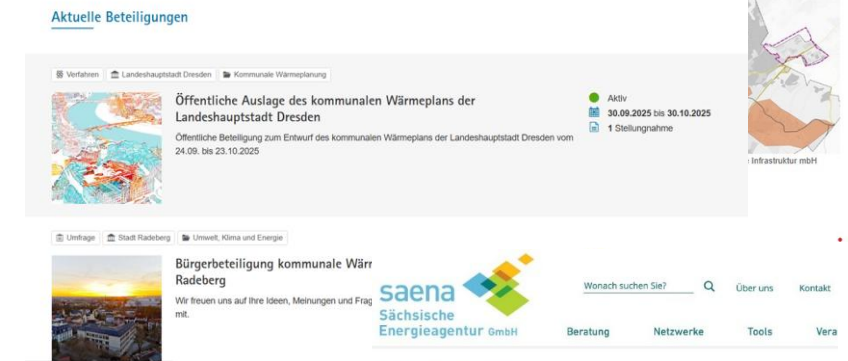 Aktuelle Beteiligungen
Verfahren Landeshauptstadt Dresden Kommunale Wärmeplanung
Öffentliche Auslage des kommunalen Wärmeplans der
Landeshauptstadt Dresden
Öffentliche Beteiligung zum Entwurf des kommunalen Wärmeplans der Landeshauptstadt Dresden vom
24.09. bis 23.10.2025
Aktiv
30.09.2025 bis 30.10.2025
1 Stellungnahme
Infrastruktur mbH
Umfrage Stadt Radeberg Umwelt, Klima und Energie
Bürgerbeteiligung kommunale Wärr
Radeberg
Wir freuen uns auf Ihre Ideen, Meinungen und Frag
mit.
saena
Sächsische
Energieagentur GmbH
Wonach suchen Sie? Über uns Kontakt
Beratung Netzwerke Tools Vera